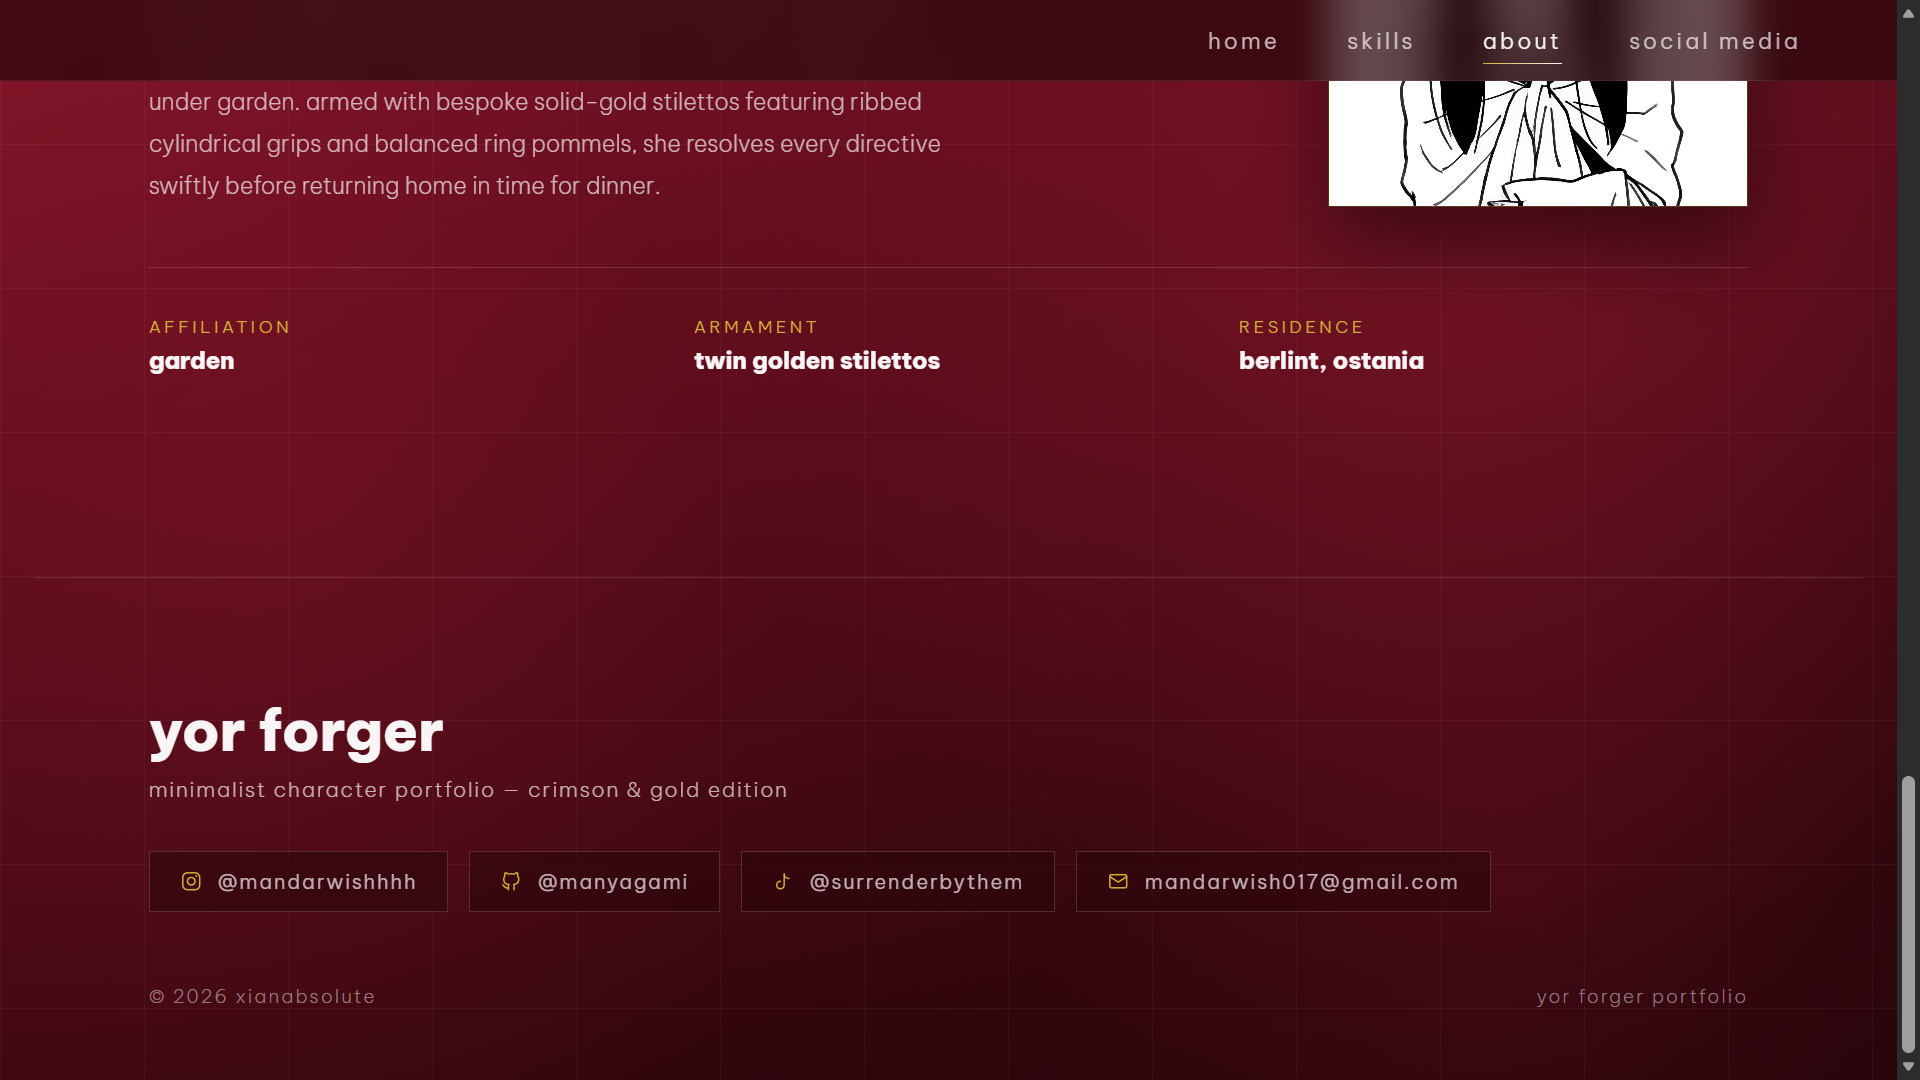 home
skills
about
social media
under garden. armed with bespoke solid-gold stilettos featuring ribbed
cylindrical grips and balanced ring pommels, she resolves every directive
swiftly before returning home in time for dinner.
AFFILIATION
garden
ARMAMENT
twin golden stilettos
RESIDENCE
berlint, ostania
yor forger
minimalist character portfolio — crimson & gold edition
@mandarwishhhh
@manyagami
@surrenderbythem
mandarwish017@gmail.com
© 2026 xianabsolute
yor forger portfolio